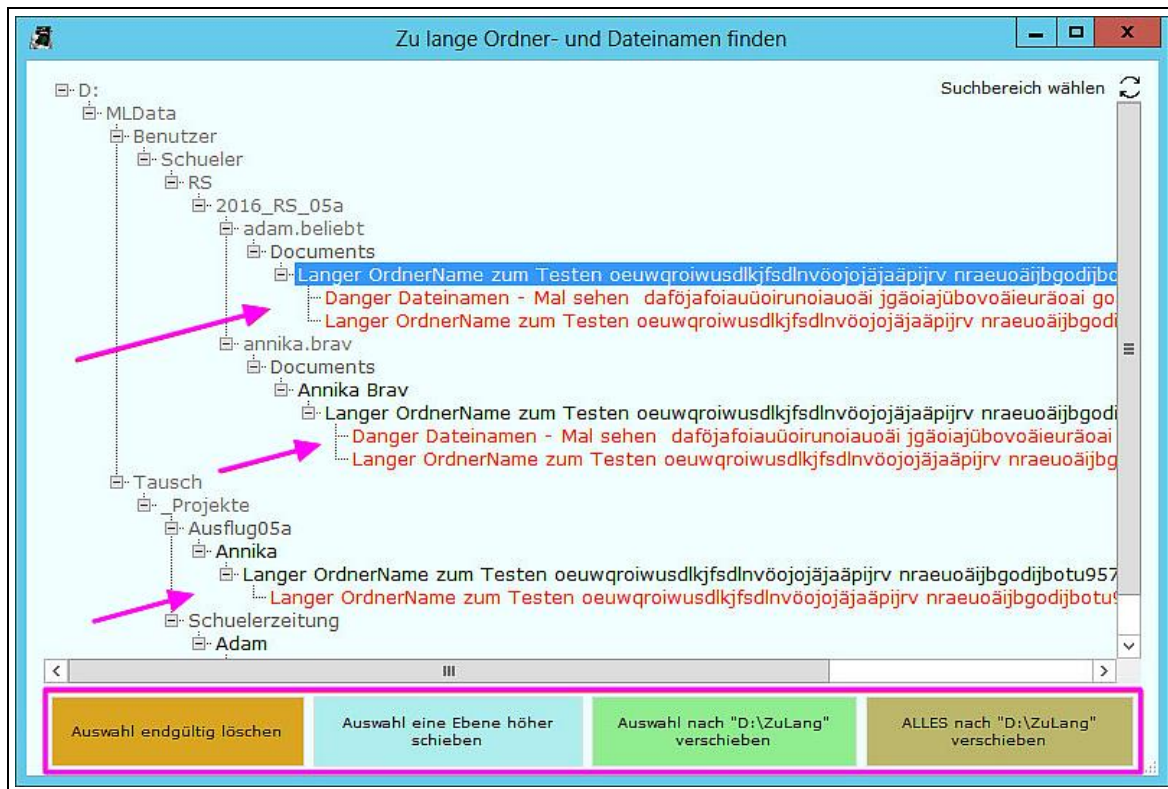 Zu lange Ordner- und Dateinamen finden
Suchbereich wählen
D:
MLData
Benutzer
Schueler
RS
2016_RS_05a
adam.beliebt
Documents
Langer OrdnerName zum Testen oeuwqroiwusdlkjfsdlnvöojojäjaäpijrv nraeuoäijbgodijbo
Danger Dateinamen - Mal sehen daföjafoiauüoirunoiauoäi jgäoiajübovoäieuräoai go
Langer OrdnerName zum Testen oeuwqroiwusdlkjfsdlnvöojojäjaäpijrv nraeuoäijbgodi
annika.brav
Documents
Annika Brav
Langer OrdnerName zum Testen oeuwqroiwusdlkjfsdlnvöojojäjaäpijrv nraeuoäijbgodi
Danger Dateinamen - Mal sehen daföjafoiauüoirunoiauoäi jgäoiajübovoäieuräoai
Langer OrdnerName zum Testen oeuwqroiwusdlkjfsdlnvöojojäjaäpijrv nraeuoäijbg
Tausch
_Projekte
Ausflug05a
Annika
Langer OrdnerName zum Testen oeuwqroiwusdlkjfsdlnvöojojäjaäpijrv nraeuoäijbgodijbotu957
Langer OrdnerName zum Testen oeuwqroiwusdlkjfsdlnvöojojäjaäpijrv nraeuoäijbgodijbotu9
Schuelerzeitung
Adam
Auswahl endgültig löschen
Auswahl eine Ebene höher
schieben
Auswahl nach "D:\ZuLang"
verschieben
ALLES nach "D:\ZuLang"
verschieben